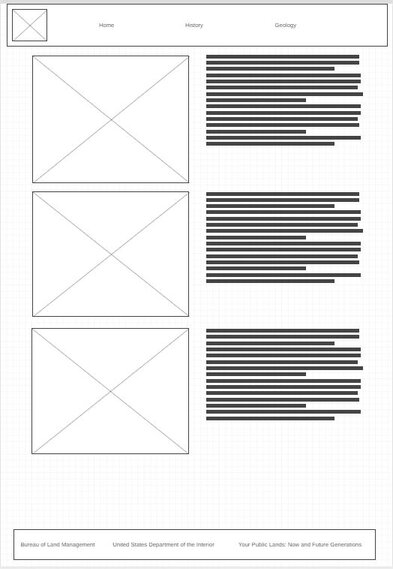 Home History Geology
Bureau of Land Management United States Department of the Interior Your Public Lands: Now and Future Generations